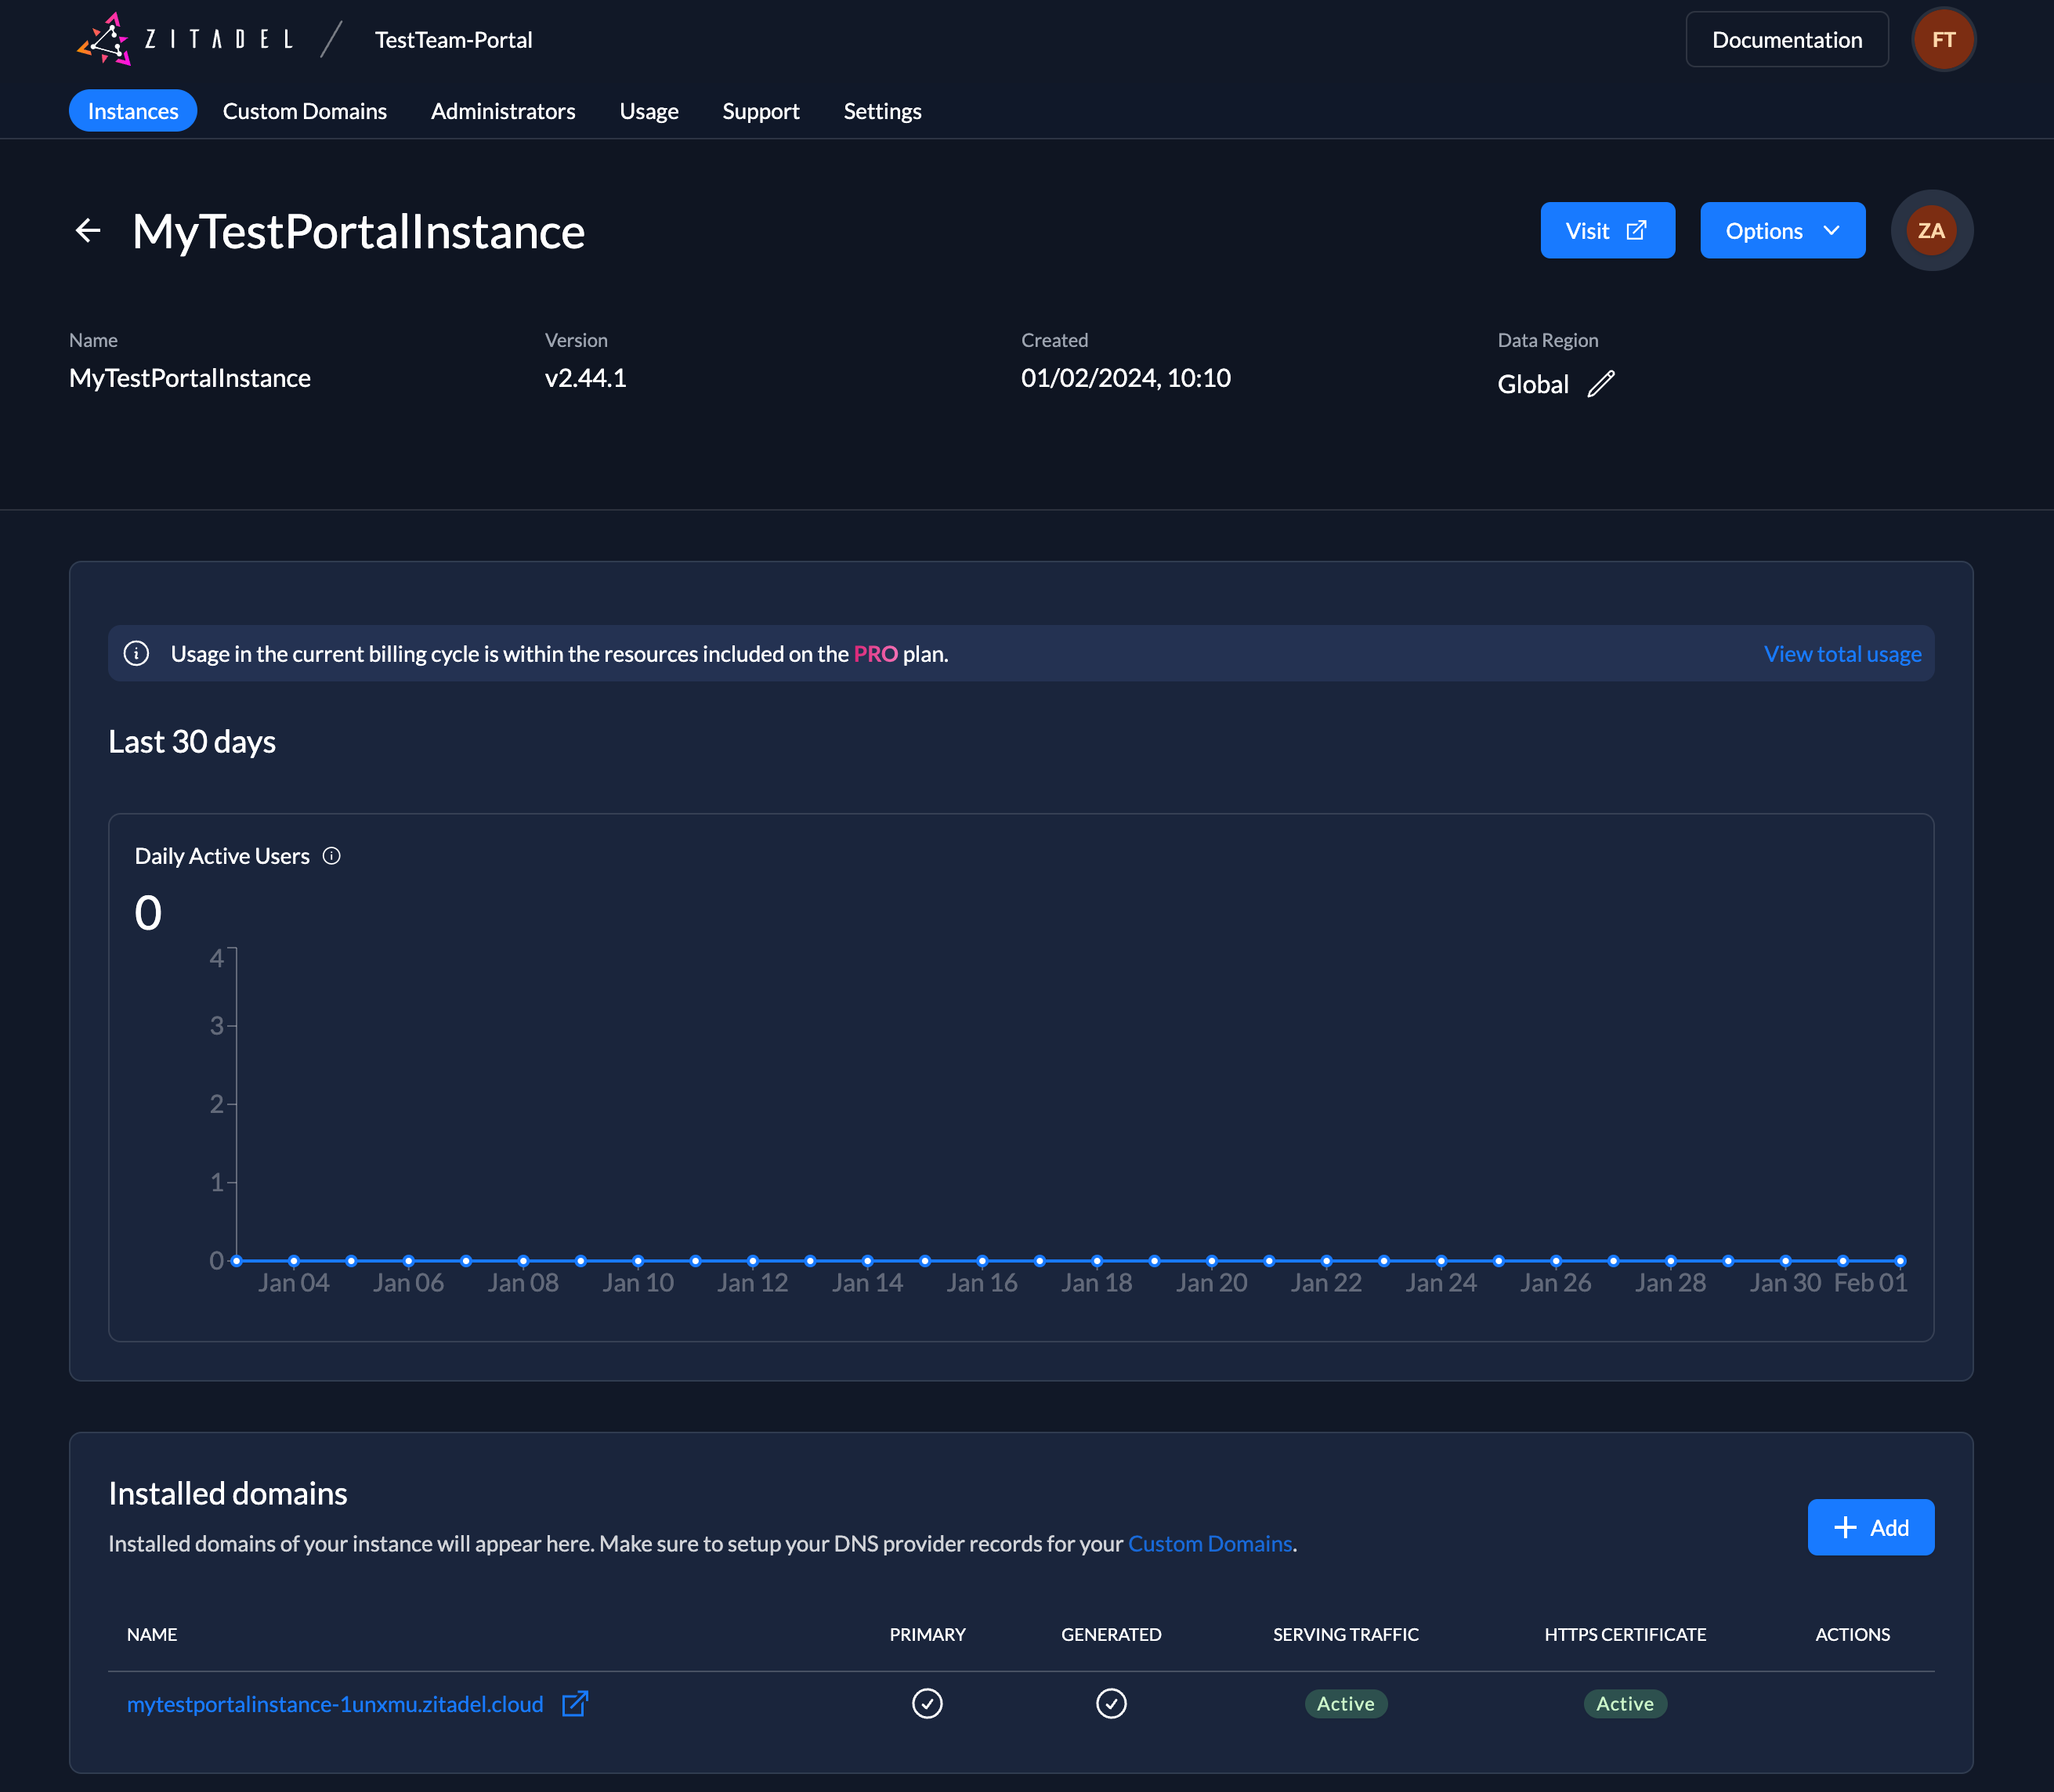 ZITADEL / TestTeam-Portal
Documentation
FT
Instances Custom Domains Administrators Usage Support Settings
MyTestPortalInstance
Visit
Options
ZA
Name
MyTestPortalInstance
Version
v2.44.1
Created
01/02/2024, 10:10
Data Region
Global
Usage in the current billing cycle is within the resources included on the PRO plan.
View total usage
Last 30 days
Daily Active Users
0
4
3
2
1
0
Jan 04 Jan 06 Jan 08 Jan 10 Jan 12 Jan 14 Jan 16 Jan 18 Jan 20 Jan 22 Jan 24 Jan 26 Jan 28 Jan 30 Feb 01
Installed domains
Installed domains of your instance will appear here. Make sure to setup your DNS provider records for your Custom Domains.
Add
NAME PRIMARY GENERATED SERVING TRAFFIC HTTPS CERTIFICATE ACTIONS
mytestportalinstance-1unxmu.zitadel.cloud Active Active